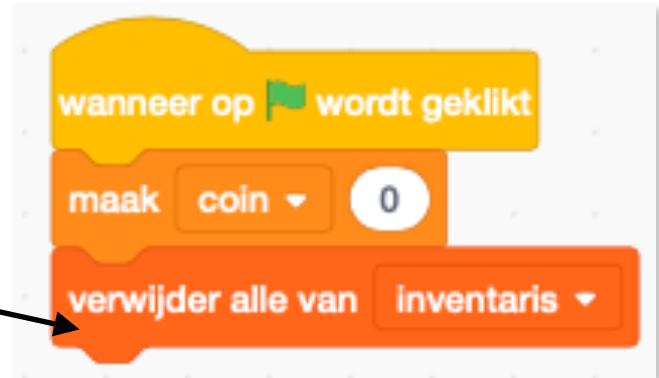 wanneer op wordt geklikt
maak coin 0
verwijder alle van inventaris